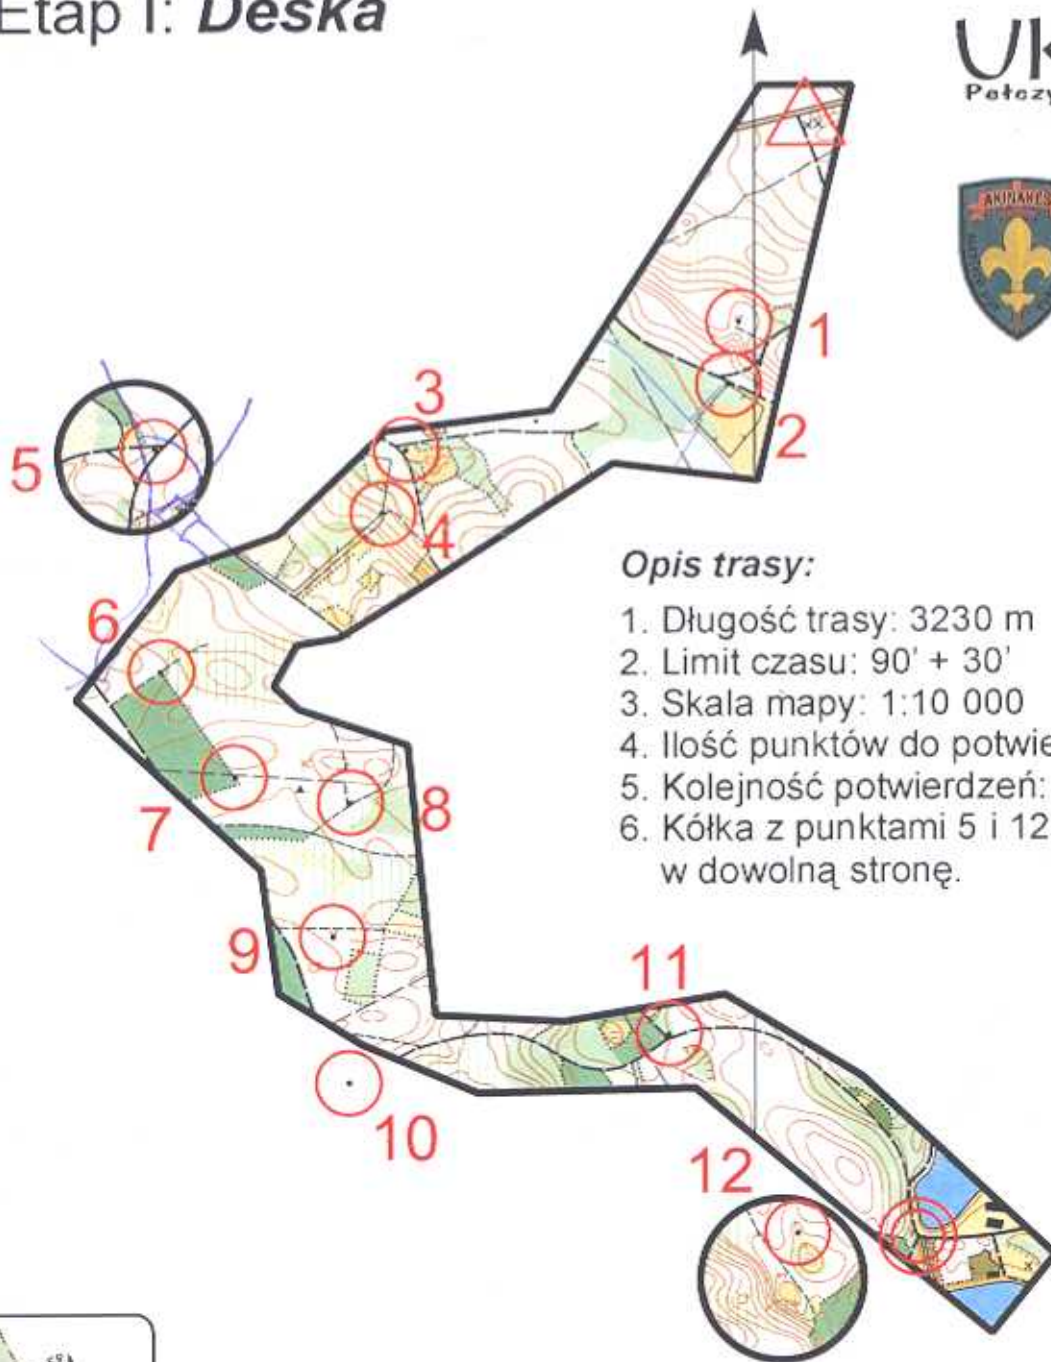 Etap I: Deska
UK
Pełczy
1
2
3
4
5
6
7
8
9
10
11
12
Opis trasy:
1. Długość trasy: 3230 m
2. Limit czasu: 90' + 30'
3. Skala mapy: 1:10 000
4. Ilość punktów do potwie
5. Kolejność potwierdzeń:
6. Kółka z punktami 5 i 12
w dowolną stronę.